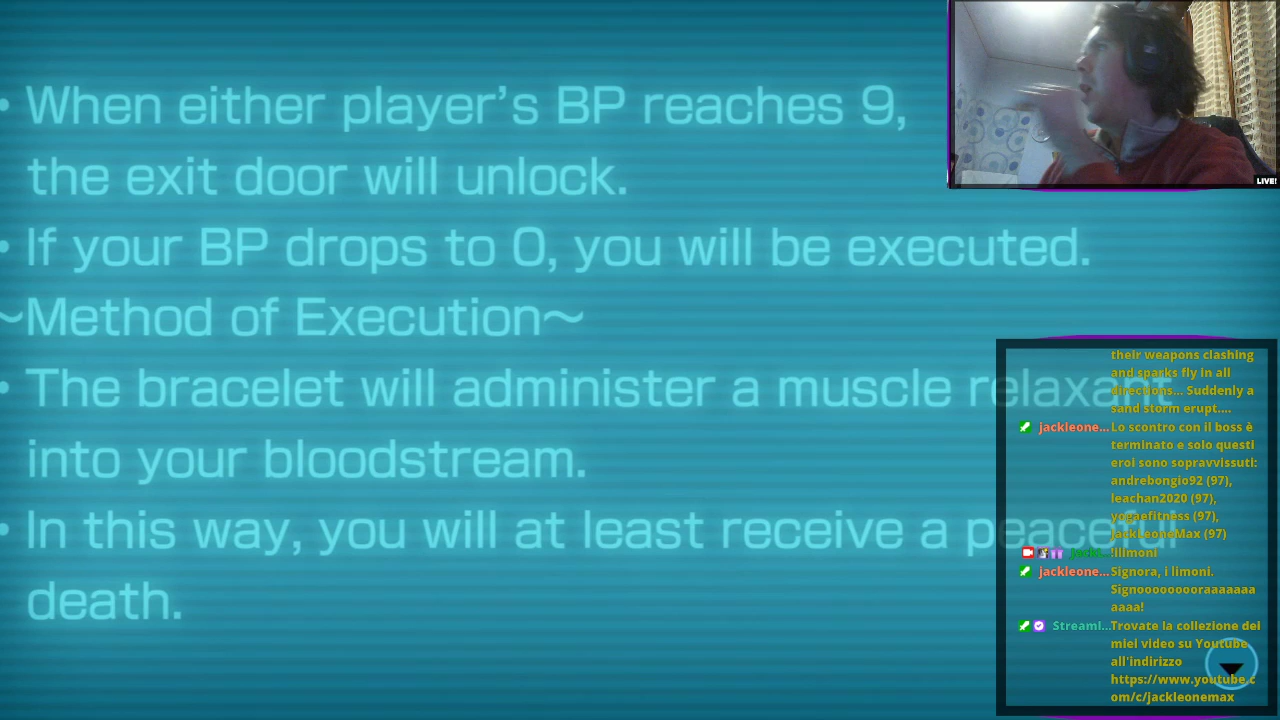 • When either player's BP reaches 9,
the exit door will unlock.
• If your BP drops to 0, you will be executed.
~Method of Execution~
• The bracelet will administer a muscle relaxant
into your bloodstream.
• In this way, you will at least receive a peaceful
death.
LIVE!
their weapons clashing
and sparks fly in all
directions... Suddenly a
sand storm erupt....
jackleone... Lo scontro con il boss è
terminato e solo questi
eroi sono sopravvissuti:
andrebongio92 (97),
leachan2020 (97),
yogaefitness (97),
JackLeoneMax (97)
jackl... !llimoni
jackleone... Signora, i limoni.
Signoooooooraaaaaaa
aaaa!
Streaml... Trovate la collezione dei
miei video su Youtube
all'indirizzo
https://www.youtube.c
om/c/jackleonemax